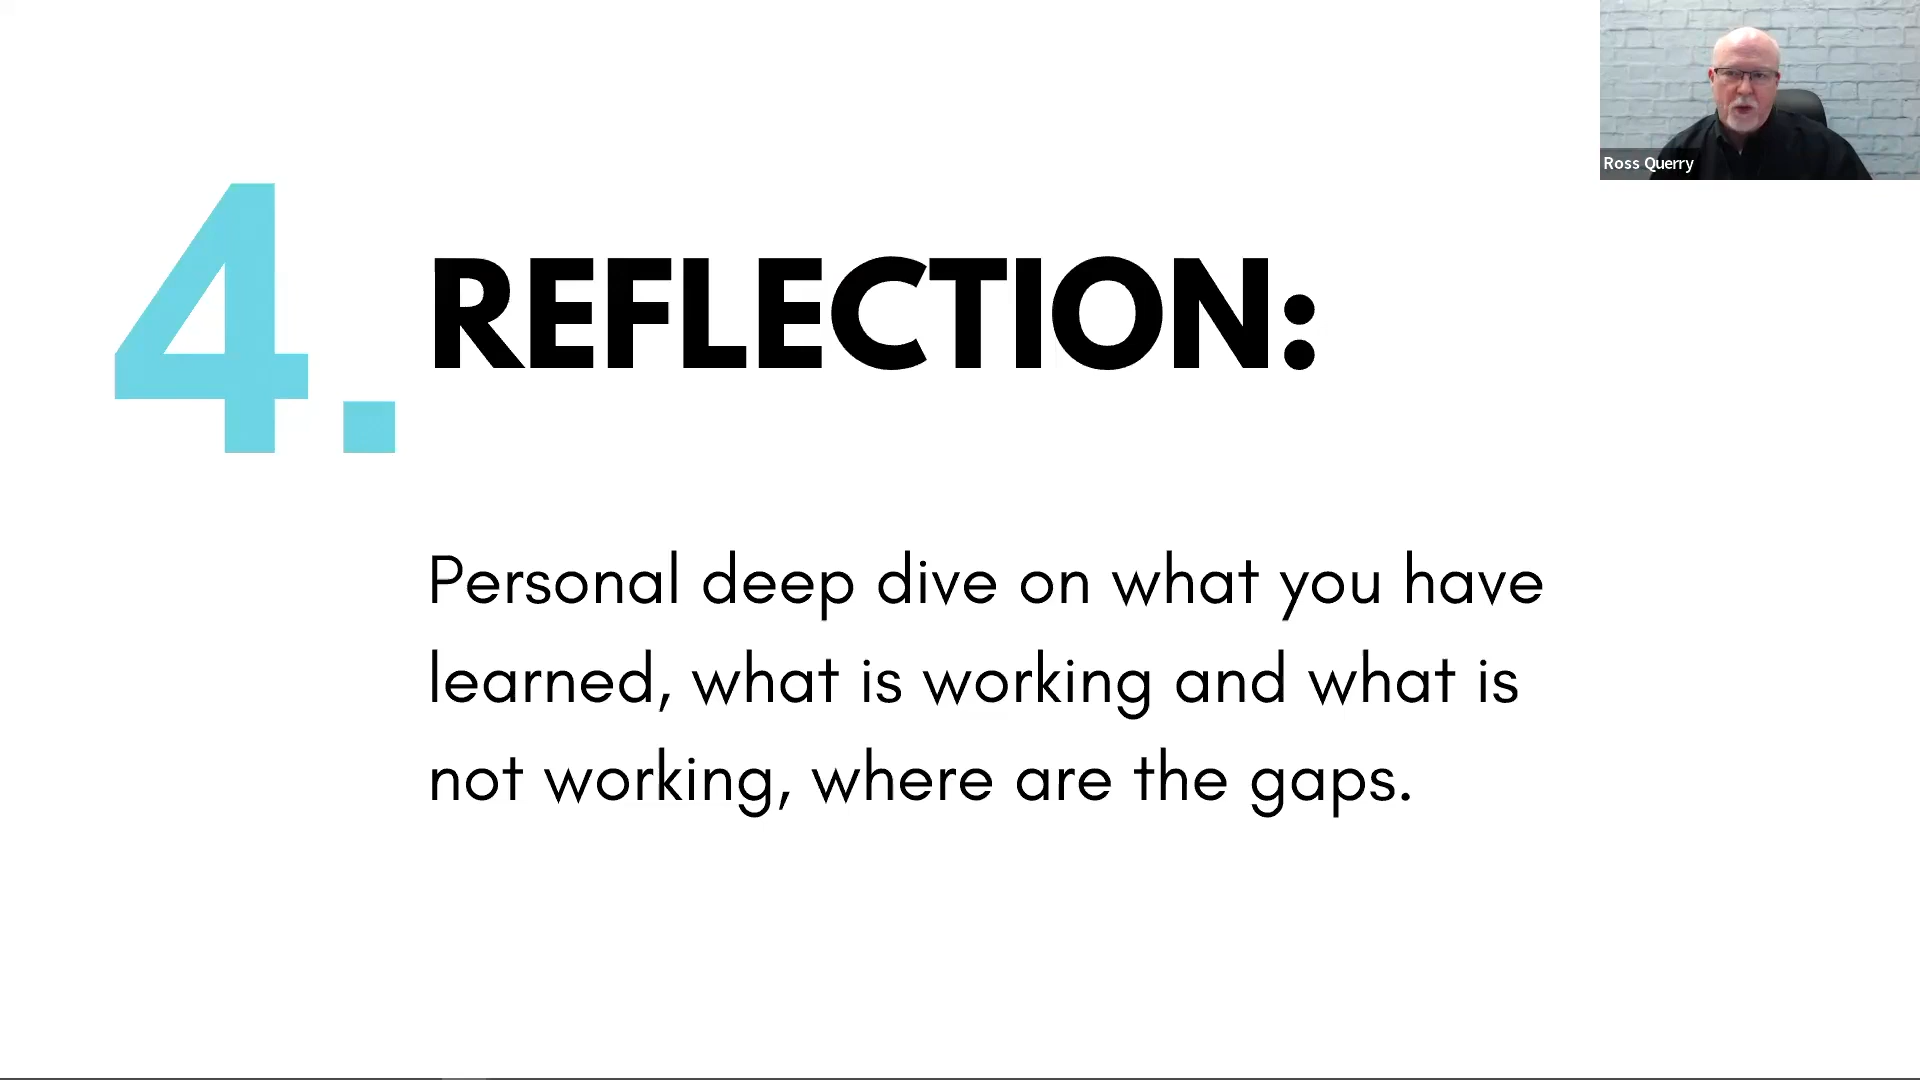 Ross Querry
4. REFLECTION:
Personal deep dive on what you have
learned, what is working and what is
not working, where are the gaps.